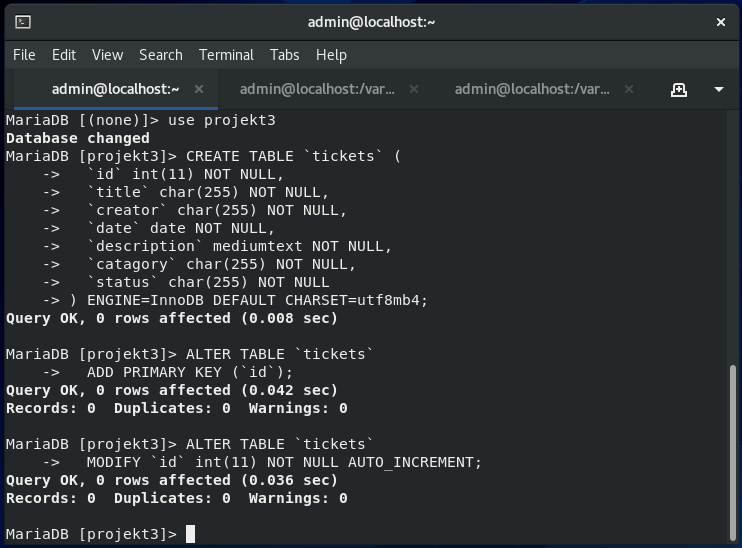 admin@localhost:~
File Edit View Search Terminal Tabs Help
admin@localhost:~ × admin@localhost:/var... × admin@localhost:/var... ×
MariaDB [(none)]> use projekt3
Database changed
MariaDB [projekt3]> CREATE TABLE `tickets` (
    ->   `id` int(11) NOT NULL,
    ->   `title` char(255) NOT NULL,
    ->   `creator` char(255) NOT NULL,
    ->   `date` date NOT NULL,
    ->   `description` mediumtext NOT NULL,
    ->   `catagory` char(255) NOT NULL,
    ->   `status` char(255) NOT NULL
    -> ) ENGINE=InnoDB DEFAULT CHARSET=utf8mb4;
Query OK, 0 rows affected (0.008 sec)
MariaDB [projekt3]> ALTER TABLE `tickets`
    ->   ADD PRIMARY KEY (`id`);
Query OK, 0 rows affected (0.042 sec)
Records: 0  Duplicates: 0  Warnings: 0
MariaDB [projekt3]> ALTER TABLE `tickets`
    ->   MODIFY `id` int(11) NOT NULL AUTO_INCREMENT;
Query OK, 0 rows affected (0.036 sec)
Records: 0  Duplicates: 0  Warnings: 0
MariaDB [projekt3]>